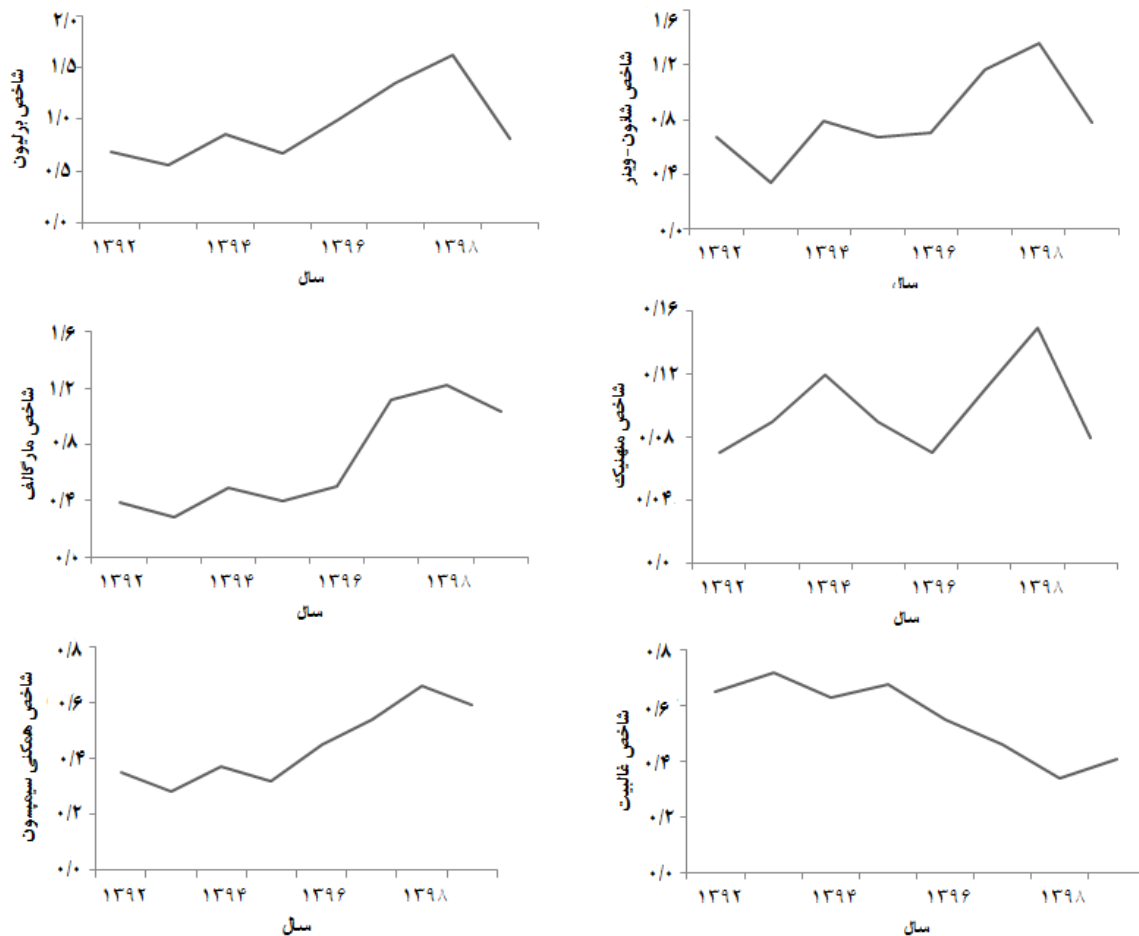 شاخص برلیون
۲/۰
۱/۵
۱/۰
۰/۵
۰/۰
۱۳۹۲ ۱۳۹۴ ۱۳۹۶ ۱۳۹۸
سال
شاخص شانون-وینر
۱/۶
۱/۲
۰/۸
۰/۴
۰/۰
۱۳۹۲ ۱۳۹۴ ۱۳۹۶ ۱۳۹۸
سال
شاخص مارگالف
۱/۶
۱/۲
۰/۸
۰/۴
۰/۰
۱۳۹۲ ۱۳۹۴ ۱۳۹۶ ۱۳۹۸
سال
شاخص منهنیک
۰/۱۶
۰/۱۲
۰/۰۸
۰/۰۴
۰/۰
۱۳۹۲ ۱۳۹۴ ۱۳۹۶ ۱۳۹۸
سال
شاخص همگنی سیمپسون
۰/۸
۰/۶
۰/۴
۰/۲
۰/۰
۱۳۹۲ ۱۳۹۴ ۱۳۹۶ ۱۳۹۸
سال
شاخص غالبیت
۰/۸
۰/۶
۰/۴
۰/۲
۰/۰
۱۳۹۲ ۱۳۹۴ ۱۳۹۶ ۱۳۹۸
سال